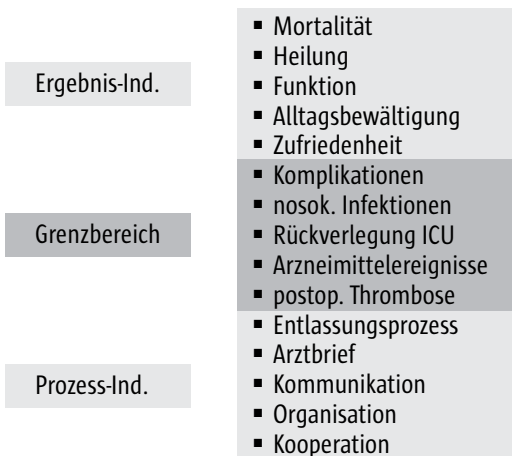 Ergebnis-Ind.
▪ Mortalität
▪ Heilung
▪ Funktion
▪ Alltagsbewältigung
▪ Zufriedenheit
Grenzbereich
▪ Komplikationen
▪ nosok. Infektionen
▪ Rückverlegung ICU
▪ Arzneimittelereignisse
▪ postop. Thrombose
Prozess-Ind.
▪ Entlassungsprozess
▪ Arztbrief
▪ Kommunikation
▪ Organisation
▪ Kooperation